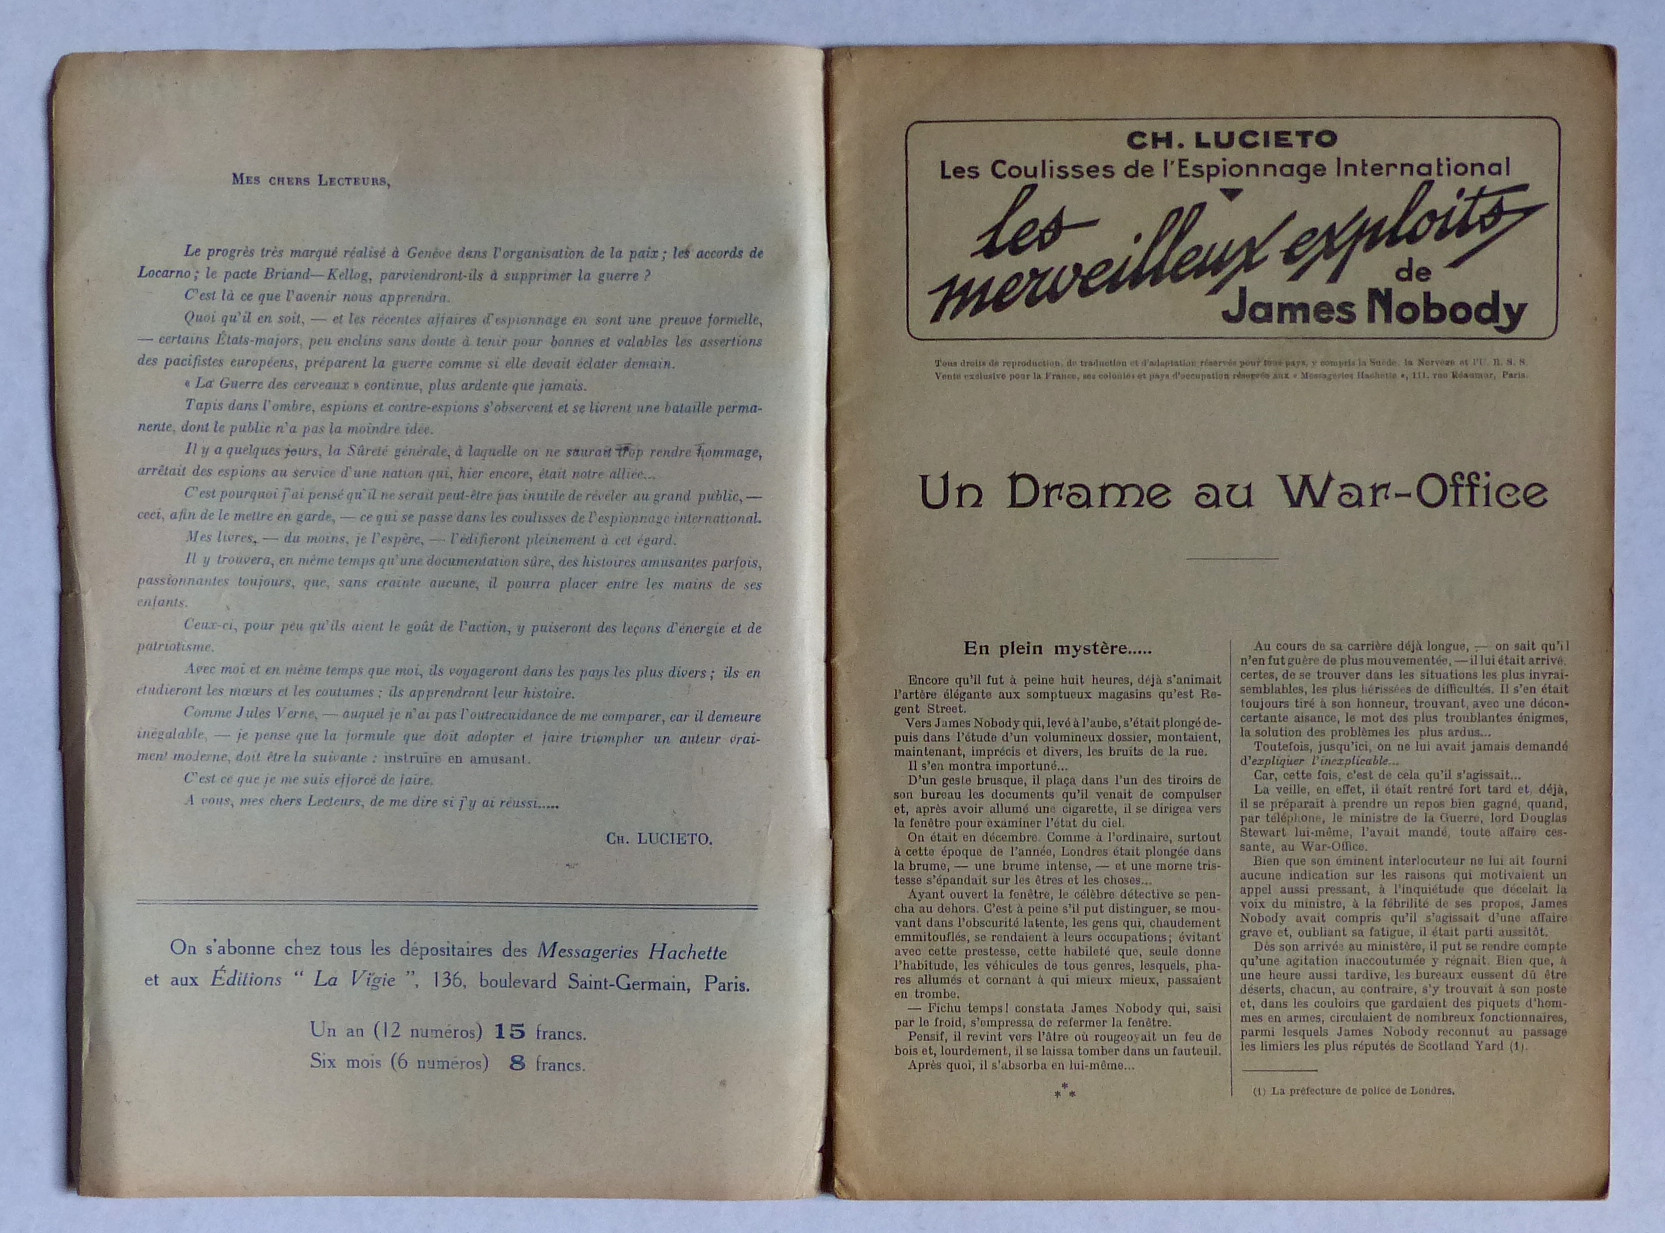 Mes chers Lecteurs,
Le progrès très marqué réalisé à Genève dans l'organisation de la paix ; les accords de
Locarno ; le pacte Briand—Kellog, parviendront-ils à supprimer la guerre ?
C'est là ce que l'avenir nous apprendra.
Quoi qu'il en soit, — et les récentes affaires d'espionnage en sont une preuve formelle,
— certains États-majors, peu enclins sans doute à tenir pour bonnes et valables les assertions
des pacifistes européens, préparent la guerre comme si elle devait éclater demain.
« La Guerre des cerveaux » continue, plus ardente que jamais.
Tapis dans l'ombre, espions et contre-espions s'observent et se livrent une bataille perma-
nente, dont le public n'a pas la moindre idée.
Il y a quelques jours, la Sûreté générale, à laquelle on ne saurait trop rendre hommage,
arrêtait des espions au service d'une nation qui, hier encore, était notre alliée...
C'est pourquoi j'ai pensé qu'il ne serait peut-être pas inutile de révéler au grand public, —
ceci, afin de le mettre en garde, — ce qui se passe dans les coulisses de l'espionnage international.
Mes livres, — du moins, je l'espère, — l'édifieront pleinement à cet égard.
Il y trouvera, en même temps qu'une documentation sûre, des histoires amusantes parfois,
passionnantes toujours, que, sans crainte aucune, il pourra placer entre les mains de ses
enfants.
Ceux-ci, pour peu qu'ils aient le goût de l'action, y puiseront des leçons d'énergie et de
patriotisme.
Avec moi et en même temps que moi, ils voyageront dans les pays les plus divers ; ils en
étudieront les mœurs et les coutumes ; ils apprendront leur histoire.
Comme Jules Verne, — auquel je n'ai pas l'outrecuidance de me comparer, car il demeure
inégalable, — je pense que la formule que doit adopter et faire triompher un auteur vrai-
ment moderne, doit être la suivante : instruire en amusant.
C'est ce que je me suis efforcé de faire.
A vous, mes chers Lecteurs, de me dire si j'y ai réussi.....
Ch. LUCIETO.
On s'abonne chez tous les dépositaires des Messageries Hachette
et aux Éditions “ La Vigie ”, 136, boulevard Saint-Germain, Paris.
Un an (12 numéros) 15 francs.
Six mois (6 numéros) 8 francs.
CH. LUCIETO
Les Coulisses de l'Espionnage International
les
merveilleux exploits
de
James Nobody
Tous droits de reproduction, de traduction et d'adaptation réservés pour tous pays, y compris la Suède, la Norvège et l'U. R. S. S.
Vente exclusive pour la France, ses colonies et pays d'occupation réservée aux « Messageries Hachette », 111, rue Réaumur, Paris.
Un Drame au War-Office
En plein mystère.....
Encore qu'il fut à peine huit heures, déjà s'animait
l'artère élégante aux somptueux magasins qu'est Re-
gent Street.
Vers James Nobody qui, levé à l'aube, s'était plongé de-
puis dans l'étude d'un volumineux dossier, montaient,
maintenant, imprécis et divers, les bruits de la rue.
Il s'en montra importuné...
D'un geste brusque, il plaça dans l'un des tiroirs de
son bureau les documents qu'il venait de compulser
et, après avoir allumé une cigarette, il se dirigea vers
la fenêtre pour examiner l'état du ciel.
On était en décembre. Comme à l'ordinaire, surtout
à cette époque de l'année, Londres était plongée dans
la brume, — une brume intense, — et une morne tris-
tesse s'épandait sur les êtres et les choses...
Ayant ouvert la fenêtre, le célèbre détective se pen-
cha au dehors. C'est à peine s'il put distinguer, se mou-
vant dans l'obscurité latente, les gens qui, chaudement
emmitouflés, se rendaient à leurs occupations ; évitant
avec cette prestesse, cette habileté que, seule donne
l'habitude, les véhicules de tous genres, lesquels, pha-
res allumés et cornant à qui mieux mieux, passaient
en trombe.
— Fichu temps ! constata James Nobody qui, saisi
par le froid, s'empressa de refermer la fenêtre.
Pensif, il revint vers l'âtre où rougeoyait un feu de
bois et, lourdement, il se laissa tomber dans un fauteuil.
Après quoi, il s'absorba en lui-même...
* * *
Au cours de sa carrière déjà longue, — on sait qu'il
n'en fut guère de plus mouvementée, — il lui était arrivé,
certes, de se trouver dans les situations les plus invrai-
semblables, les plus hérissées de difficultés. Il s'en était
toujours tiré à son honneur, trouvant, avec une décon-
certante aisance, le mot des plus troublantes énigmes,
la solution des problèmes les plus ardus...
Toutefois, jusqu'ici, on ne lui avait jamais demandé
d'expliquer l'inexplicable...
Car, cette fois, c'est de cela qu'il s'agissait...
La veille, en effet, il était rentré fort tard et, déjà,
il se préparait à prendre un repos bien gagné, quand,
par téléphone, le ministre de la Guerre, lord Douglas
Stewart lui-même, l'avait mandé, toute affaire ces-
sante, au War-Office.
Bien que son éminent interlocuteur ne lui ait fourni
aucune indication sur les raisons qui motivaient un
appel aussi pressant, à l'inquiétude que décelait la
voix du ministre, à la fébrilité de ses propos, James
Nobody avait compris qu'il s'agissait d'une affaire
grave et, oubliant sa fatigue, il était parti aussitôt.
Dès son arrivée au ministère, il put se rendre compte
qu'une agitation inaccoutumée y régnait. Bien que, à
une heure aussi tardive, les bureaux eussent dû être
déserts, chacun, au contraire, s'y trouvait à son poste
et, dans les couloirs que gardaient des piquets d'hom-
mes en armes, circulaient de nombreux fonctionnaires,
parmi lesquels James Nobody reconnut au passage
les limiers les plus réputés de Scotland Yard (1).
(1) La préfecture de police de Londres.